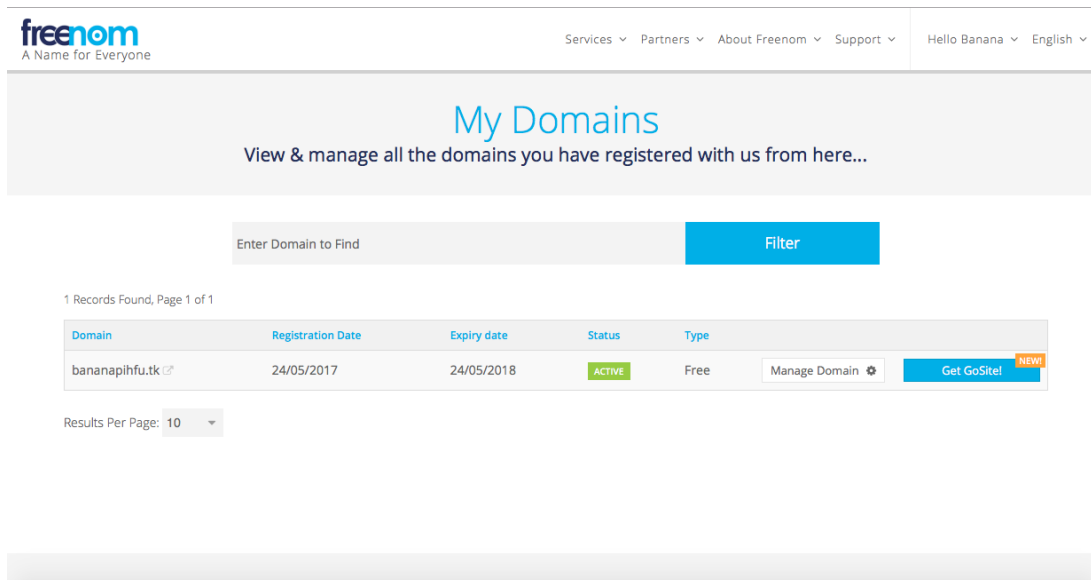 freenom
A Name for Everyone
Services Partners About Freenom Support Hello Banana English
My Domains
View & manage all the domains you have registered with us from here...
Enter Domain to Find Filter
1 Records Found, Page 1 of 1
Domain Registration Date Expiry date Status Type
NEW!
bananapihfu.tk 24/05/2017 24/05/2018 ACTIVE Free Manage Domain Get GoSite!
Results Per Page: 10